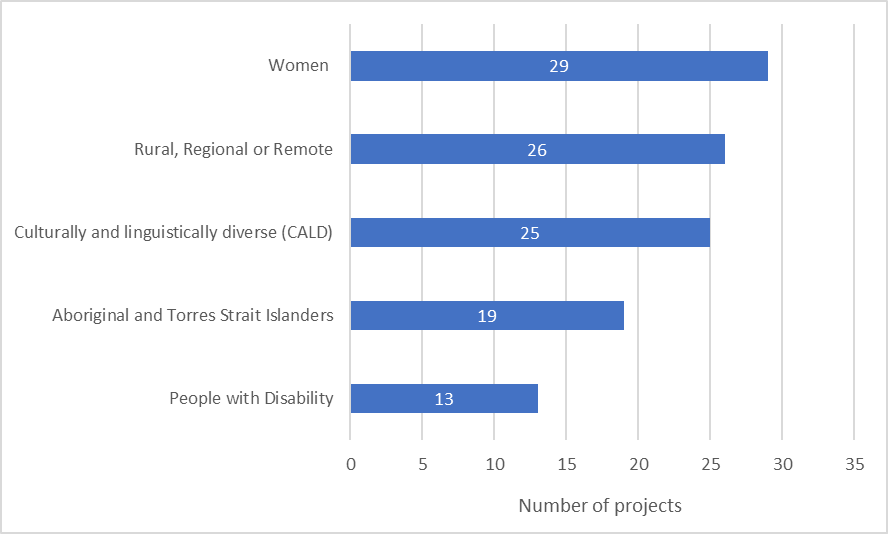 Women
29
Rural, Regional or Remote
26
Culturally and linguistically diverse (CALD)
25
Aboriginal and Torres Strait Islanders
19
People with Disability
13
0 5 10 15 20 25 30 35
Number of projects